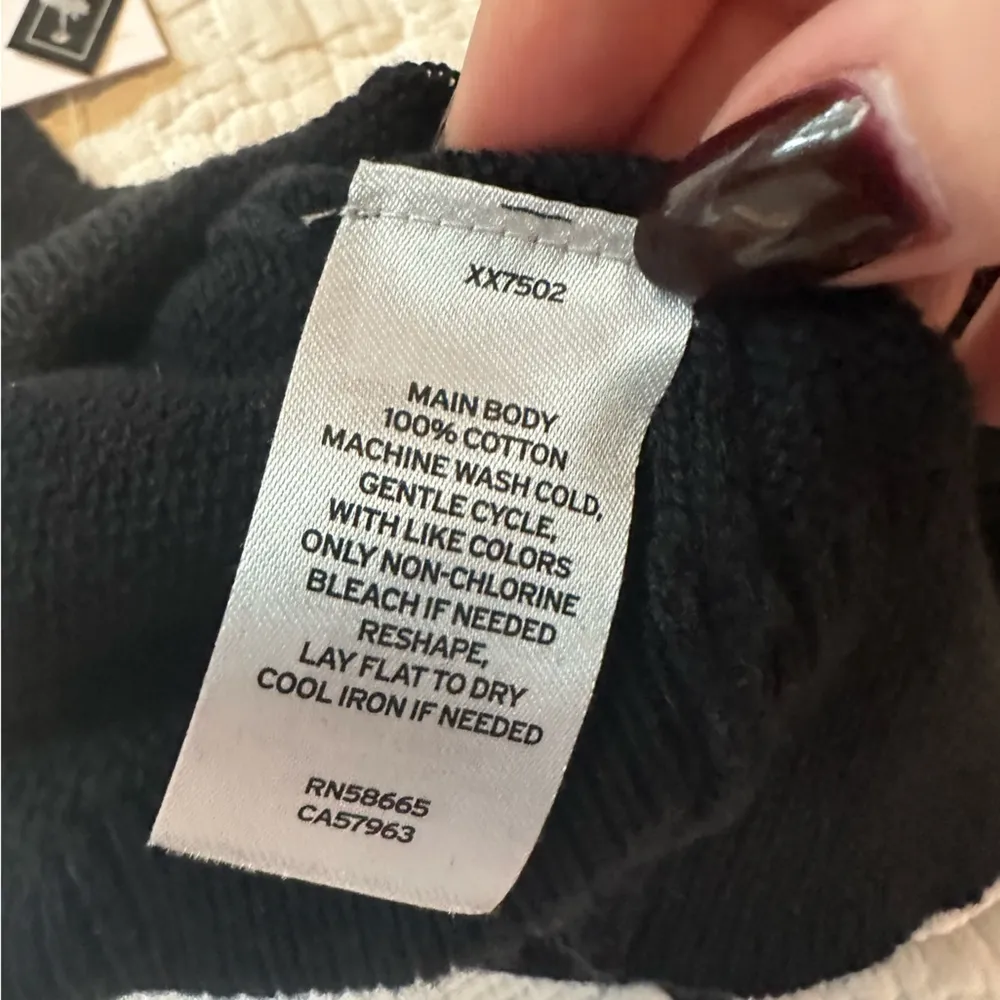 XX7502
MAIN BODY
100% COTTON
MACHINE WASH COLD,
GENTLE CYCLE,
WITH LIKE COLORS
ONLY NON-CHLORINE
BLEACH IF NEEDED
RESHAPE,
LAY FLAT TO DRY
COOL IRON IF NEEDED
RN58665
CA57963